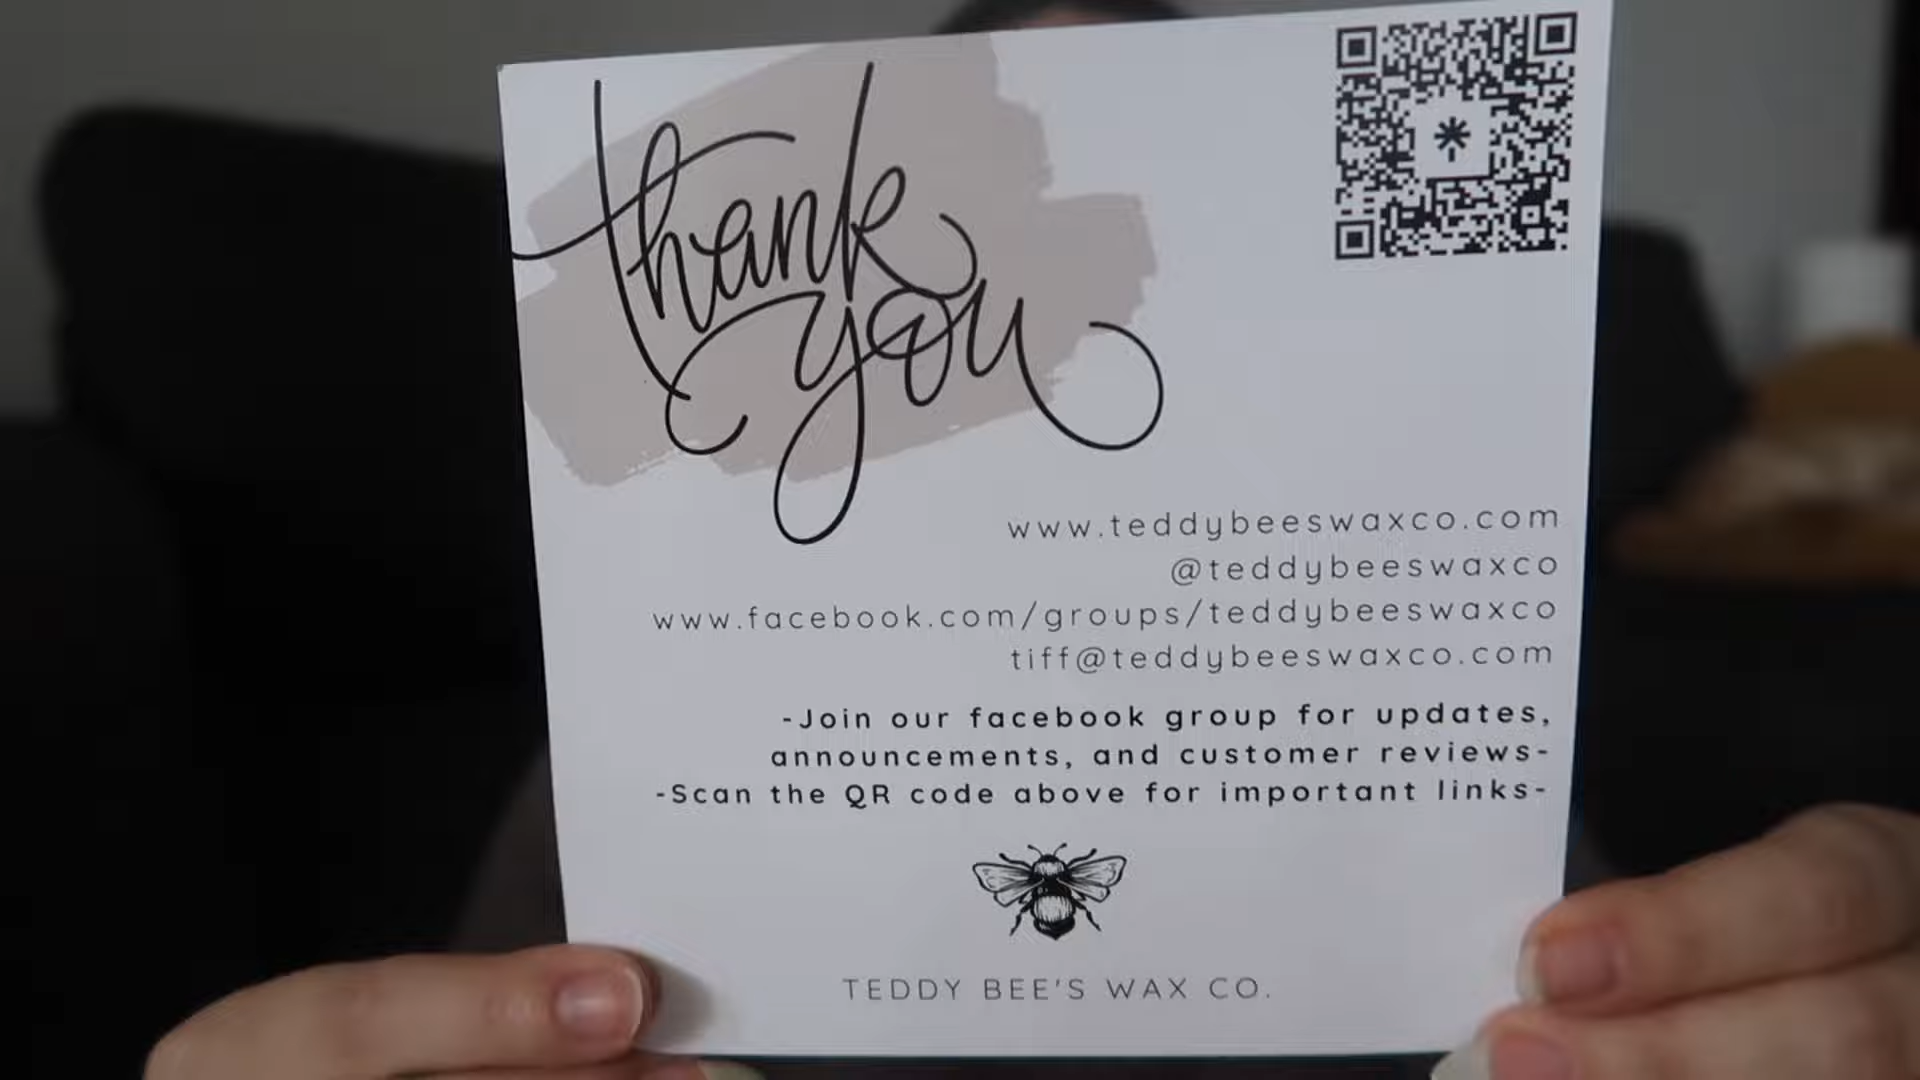 thank
you
www.teddybeeswaxco.com
@teddybeeswaxco
www.facebook.com/groups/teddybeeswaxco
tiff@teddybeeswaxco.com
-Join our facebook group for updates,
announcements, and customer reviews-
-Scan the QR code above for important links-
TEDDY BEE'S WAX CO.